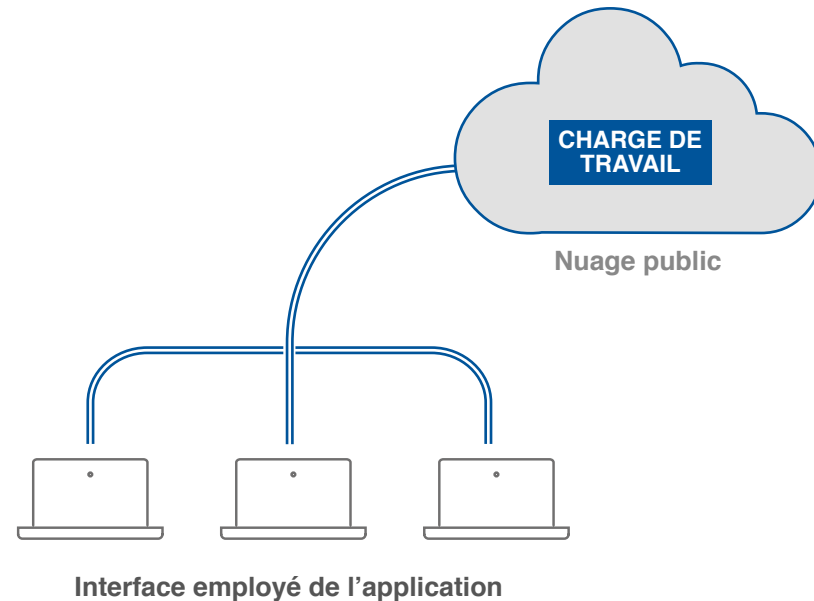 CHARGE DE
TRAVAIL
Nuage public
Interface employé de l’application